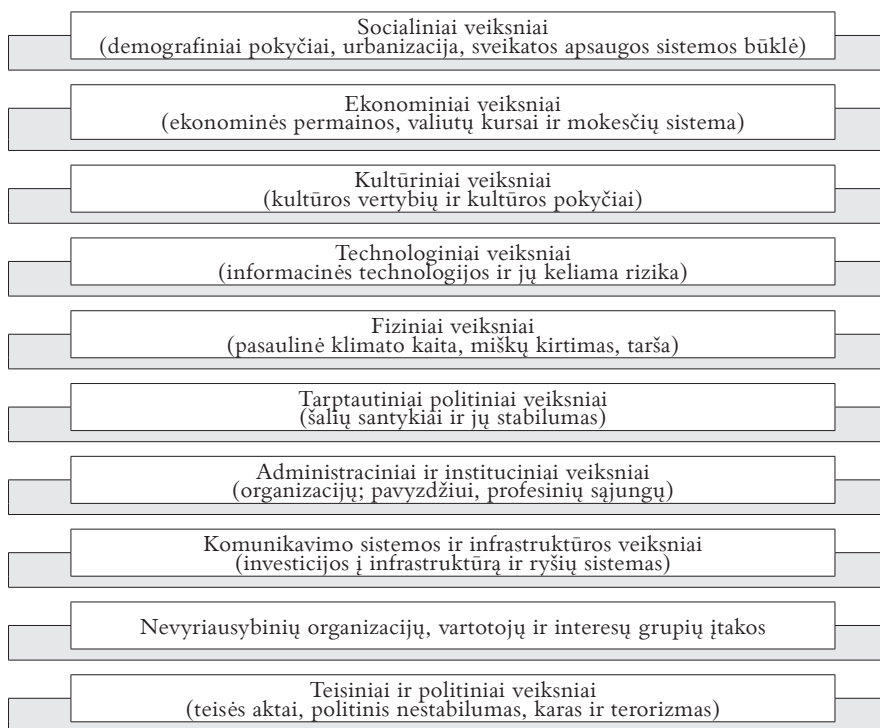 Socialiniai veiksniai
(demografiniai pokyčiai, urbanizacija, sveikatos apsaugos sistemos būklė)
Ekonominiai veiksniai
(ekonominės permainos, valiutų kursai ir mokesčių sistema)
Kultūriniai veiksniai
(kultūros vertybių ir kultūros pokyčiai)
Technologiniai veiksniai
(informacinės technologijos ir jų keliama rizika)
Fiziniai veiksniai
(pasaulinė klimato kaita, miškų kirtimas, tarša)
Tarptautiniai politiniai veiksniai
(šalių santykiai ir jų stabilumas)
Administraciniai ir instituciniai veiksniai
(organizacijų; pavyzdžiui, profesinių sąjungų)
Komunikavimo sistemos ir infrastruktūros veiksniai
(investicijos į infrastruktūrą ir ryšių sistemas)
Nevyriausybinių organizacijų, vartotojų ir interesų grupių įtakos
Teisiniai ir politiniai veiksniai
(teisės aktai, politinis nestabilumas, karas ir terorizmas)